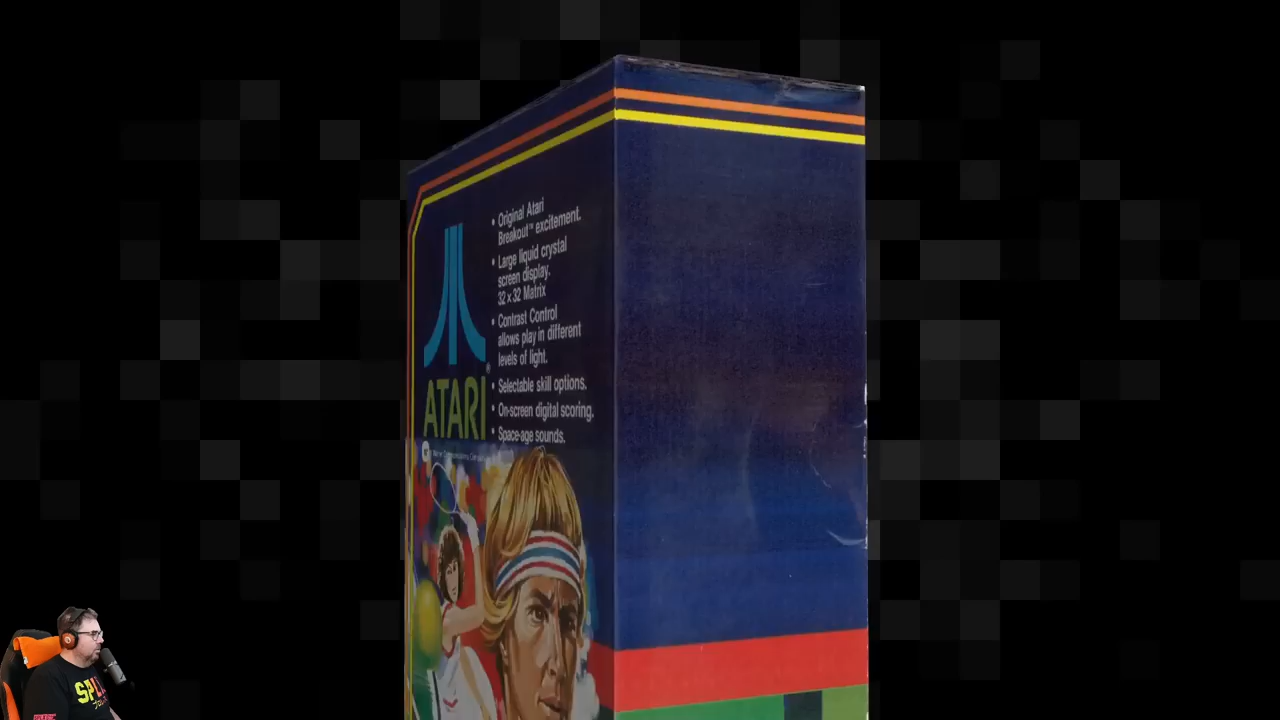 • Original Atari
Breakout™ excitement.
• Large liquid crystal
screen display.
32 x 32 Matrix
• Contrast Control
allows play in different
levels of light.
• Selectable skill options.
• On-screen digital scoring.
• Space-age sounds.
ATARI®